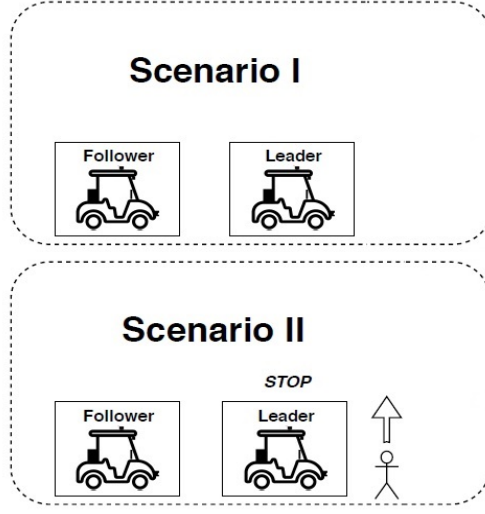 Scenario I
Follower
Leader
Scenario II
STOP
Follower
Leader